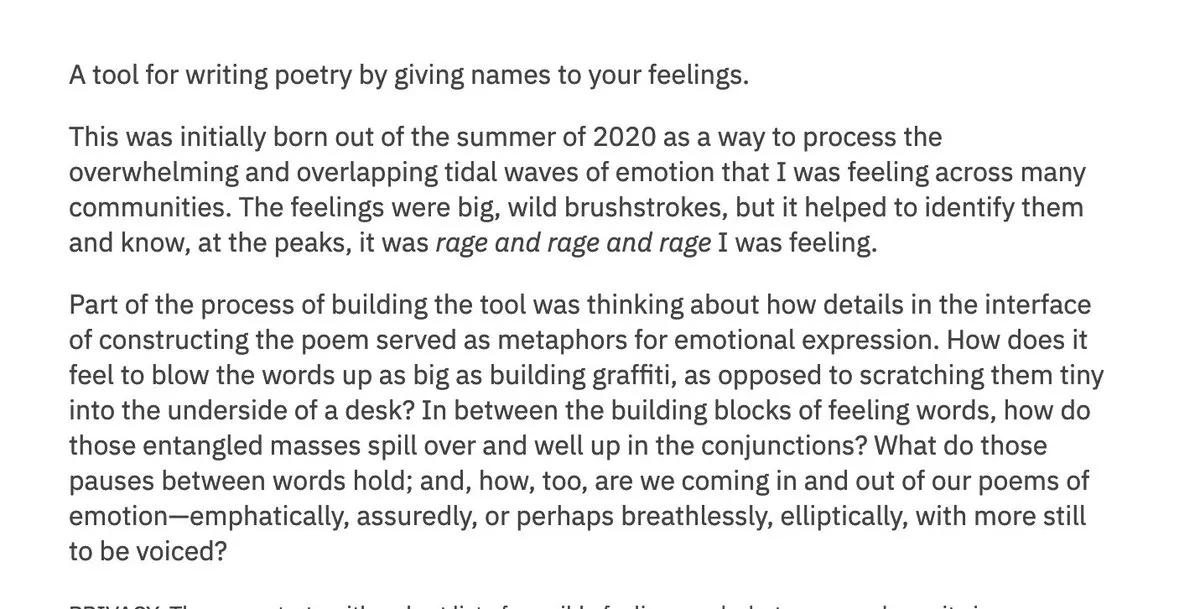 A tool for writing poetry by giving names to your feelings.
This was initially born out of the summer of 2020 as a way to process the
overwhelming and overlapping tidal waves of emotion that I was feeling across many
communities. The feelings were big, wild brushstrokes, but it helped to identify them
and know, at the peaks, it was rage and rage and rage I was feeling.
Part of the process of building the tool was thinking about how details in the interface
of constructing the poem served as metaphors for emotional expression. How does it
feel to blow the words up as big as building graffiti, as opposed to scratching them tiny
into the underside of a desk? In between the building blocks of feeling words, how do
those entangled masses spill over and well up in the conjunctions? What do those
pauses between words hold; and, how, too, are we coming in and out of our poems of
emotion—emphatically, assuredly, or perhaps breathlessly, elliptically, with more still
to be voiced?